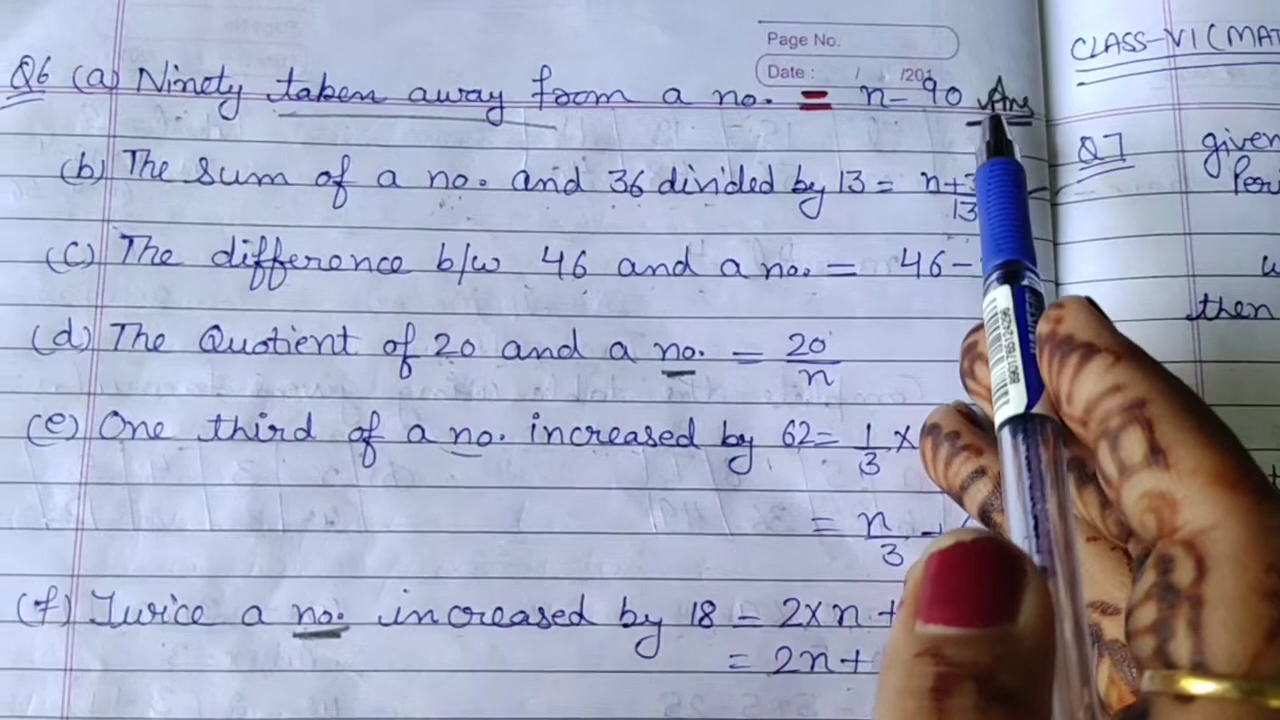 Page No.
Date : / /201
Q6 (a) Ninety taken away from a no. = n - 90 Ans
(b) The sum of a no. and 36 divided by 13 = n+3
13
(c) The difference b/w 46 and a no. = 46 -
(d) The Quotient of 20 and a no. = 20
n
(e) One third of a no. increased by 62 = 1/3 ×
= n/3 +
(f) Twice a no. increased by 18 = 2×n +
= 2n +
CLASS-VI (MAT
Q7 given
Peri
then
8901765124296